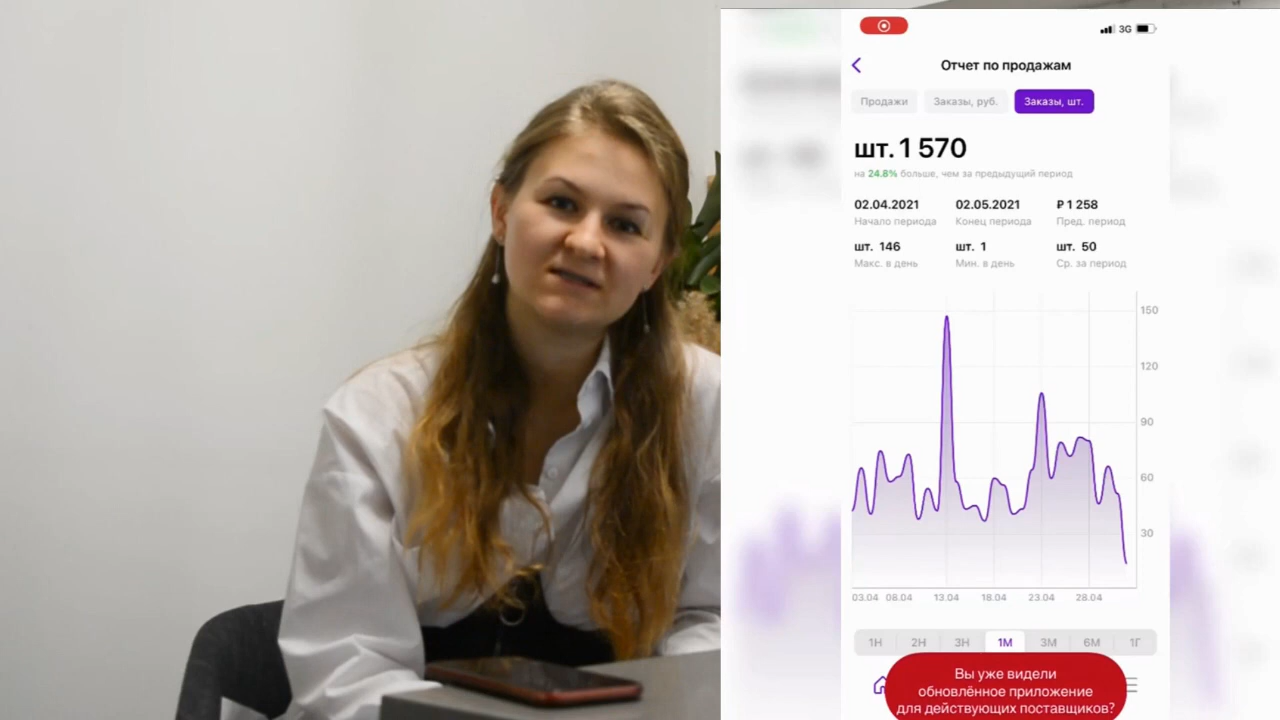 3G
Отчет по продажам
Продажи
Заказы, руб.
Заказы, шт.
шт. 1 570
на 24.8% больше, чем за предыдущий период
02.04.2021
02.05.2021
₽ 1 258
Начало периода
Конец периода
Пред. период
шт. 146
шт. 1
шт. 50
Макс. в день
Мин. в день
Ср. за период
150
120
90
60
30
03.04 08.04 13.04 18.04 23.04 28.04
1Н 2Н 3Н 1М 3М 6М 1Г
Вы уже видели
обновлённое приложение
для действующих поставщиков?